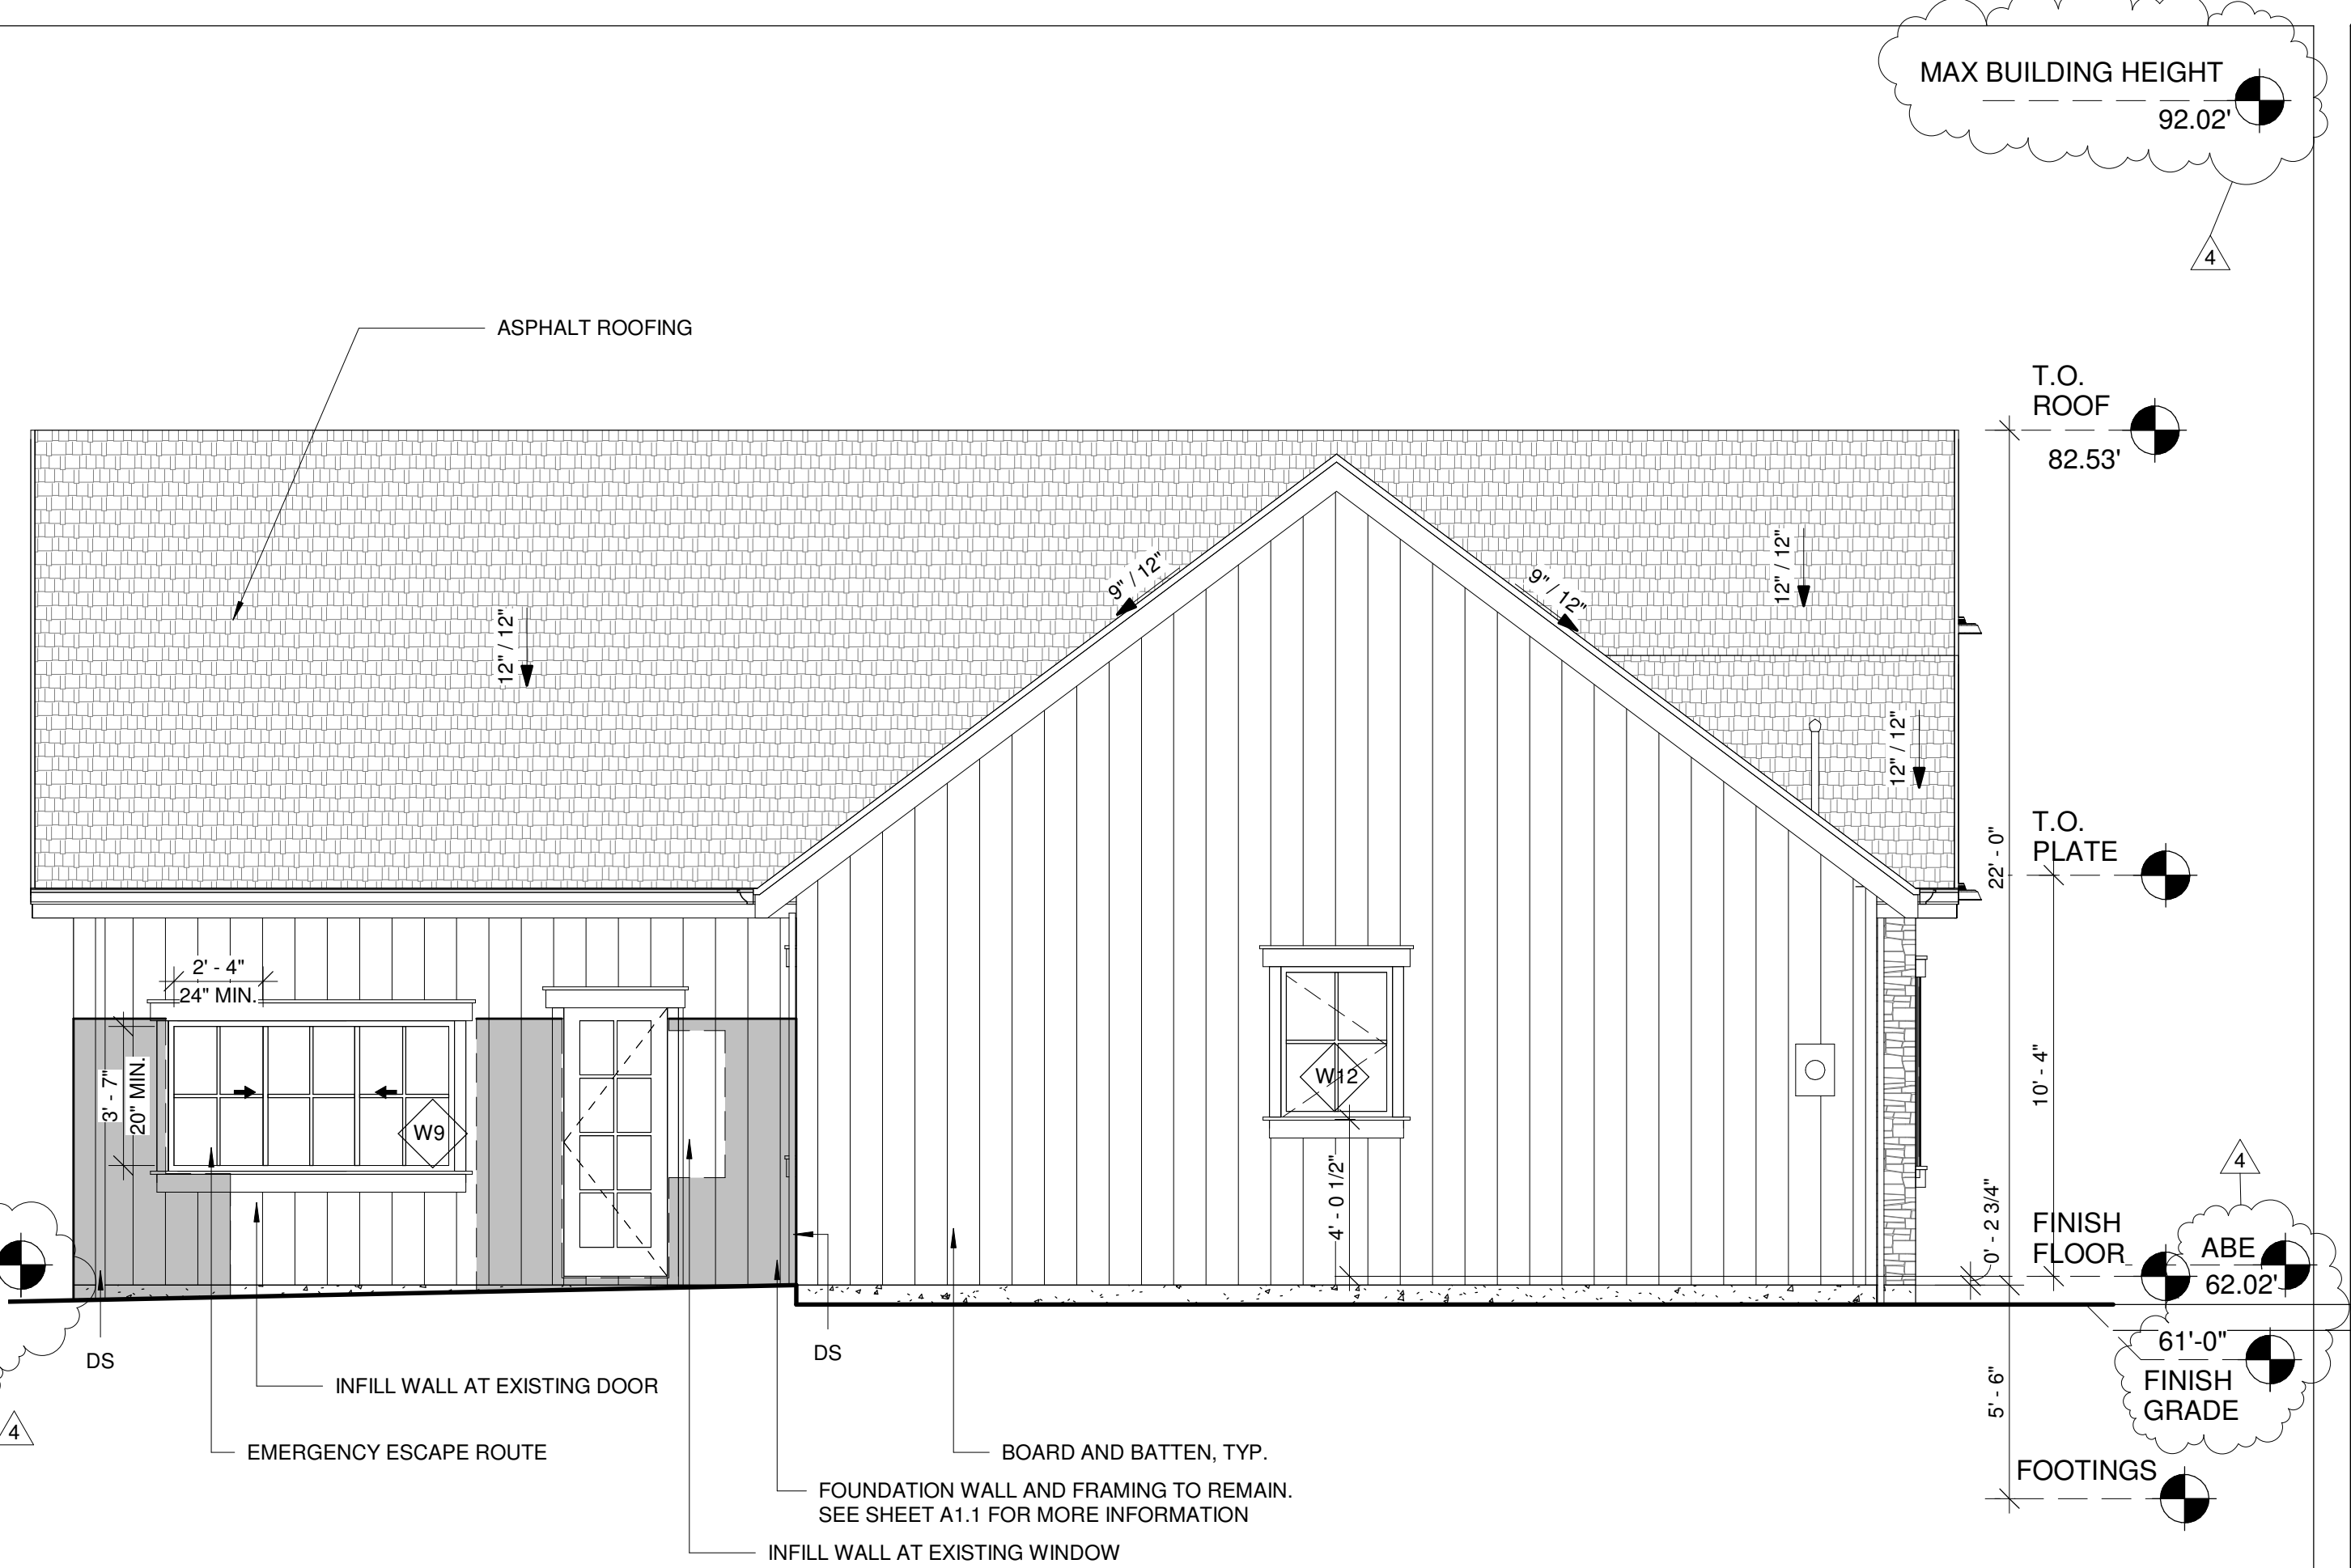 MAX BUILDING HEIGHT
92.02'
4
ASPHALT ROOFING
T.O.
ROOF
82.53'
9" / 12"
9" / 12"
12" / 12"
12" / 12"
12" / 12"
T.O.
PLATE
22' - 0"
2' - 4"
24" MIN.
3' - 7"
20" MIN.
W9
W12
10' - 4"
4' - 0 1/2"
0' - 2 3/4"
4
FINISH
FLOOR
ABE
62.02'
61'-0"
FINISH
GRADE
DS
DS
INFILL WALL AT EXISTING DOOR
5' - 6"
4
EMERGENCY ESCAPE ROUTE
BOARD AND BATTEN, TYP.
FOOTINGS
FOUNDATION WALL AND FRAMING TO REMAIN.
SEE SHEET A1.1 FOR MORE INFORMATION
INFILL WALL AT EXISTING WINDOW